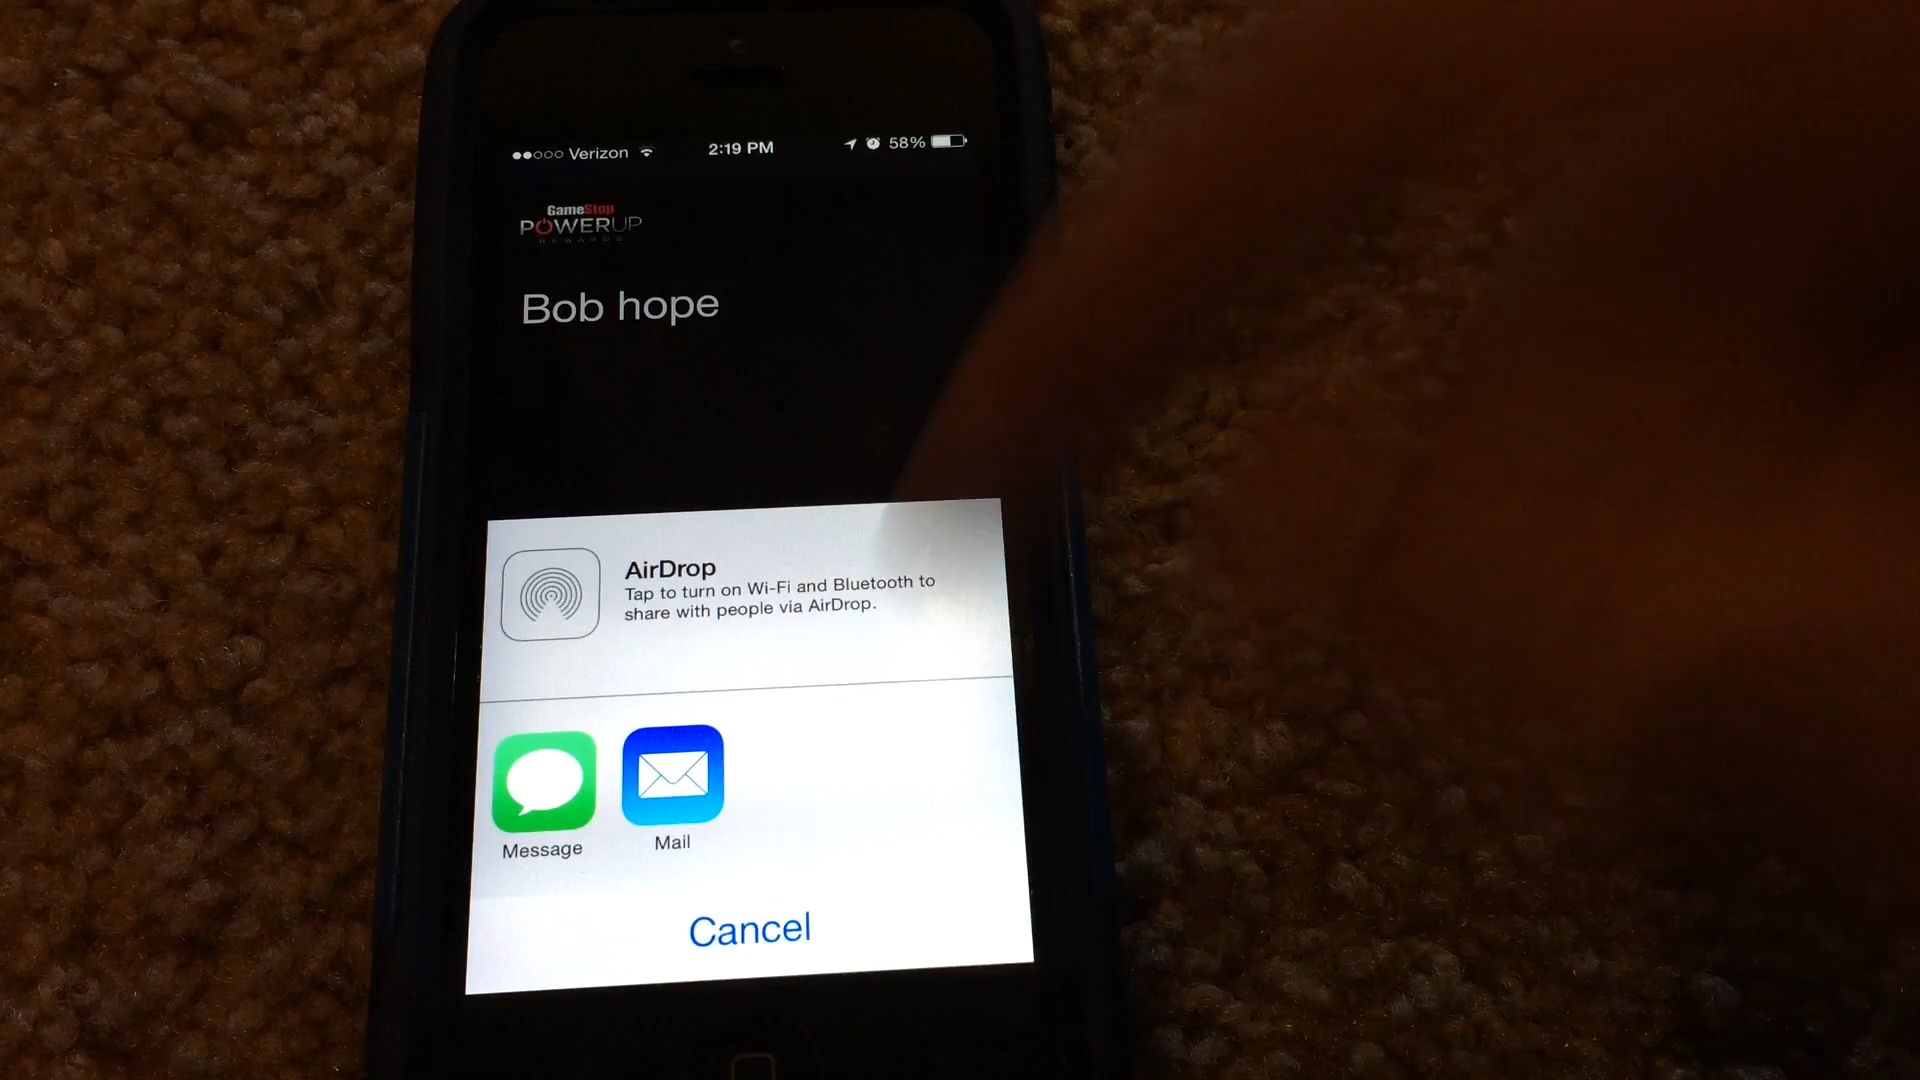 ●●○○○ Verizon 2:19 PM 58%
GameStop
POWERUP
REWARDS
Bob hope
AirDrop
Tap to turn on Wi-Fi and Bluetooth to
share with people via AirDrop.
Message Mail
Cancel